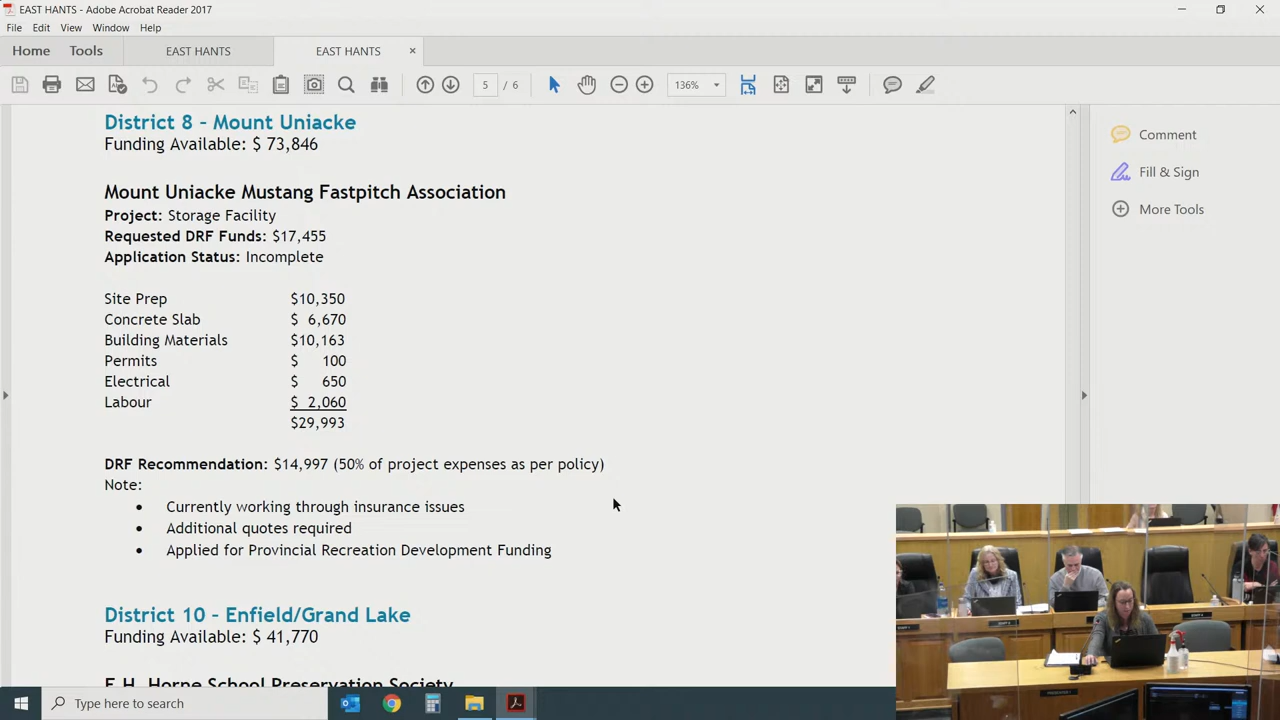 EAST HANTS - Adobe Acrobat Reader 2017
File Edit View Window Help
Home Tools EAST HANTS EAST HANTS ×
5 / 6 136%
District 8 – Mount Uniacke
Funding Available: $ 73,846
Mount Uniacke Mustang Fastpitch Association
Project: Storage Facility
Requested DRF Funds: $17,455
Application Status: Incomplete
Site Prep $10,350
Concrete Slab $ 6,670
Building Materials $10,163
Permits $ 100
Electrical $ 650
Labour $ 2,060
$29,993
DRF Recommendation: $14,997 (50% of project expenses as per policy)
Note:
• Currently working through insurance issues
• Additional quotes required
• Applied for Provincial Recreation Development Funding
District 10 – Enfield/Grand Lake
Funding Available: $ 41,770
E.H. Horne School Preservation Society
Comment
Fill & Sign
More Tools
Type here to search